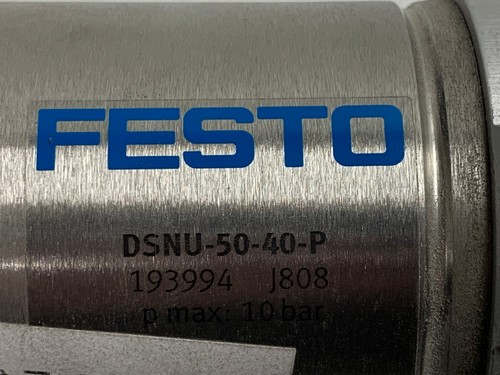 FESTO
DSNU-50-40-P
193994 J808
p max: 10 bar